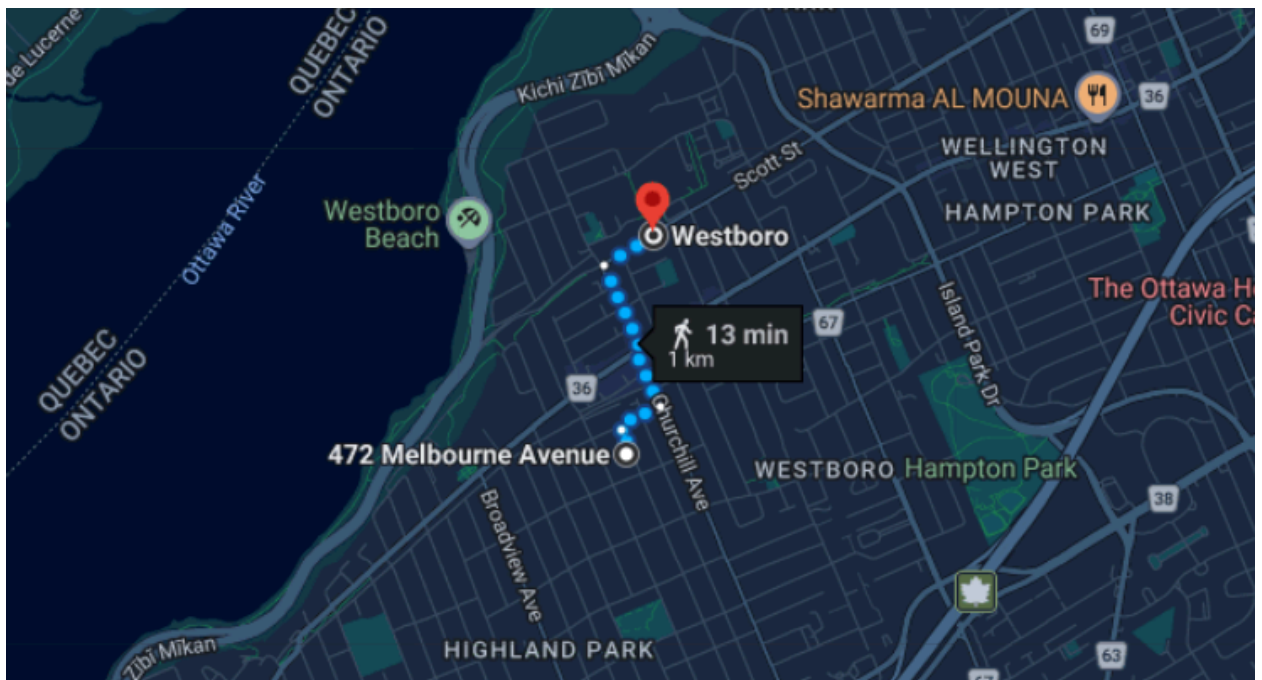 de Lucerne
QUEBEC
ONTARIO
Kichi Zībī Mīkan
69
Shawarma AL MOUNA
36
WELLINGTON
WEST
Scott St
HAMPTON PARK
Ottawa River
Westboro
Beach
Westboro
The Ottawa H
Civic Ca
Island Park Dr
67
13 min
1 km
QUEBEC
ONTARIO
36
Churchill Ave
472 Melbourne Avenue
WESTBORO
Hampton Park
38
Broadview Ave
HIGHLAND PARK
Zībī Mīkan
63